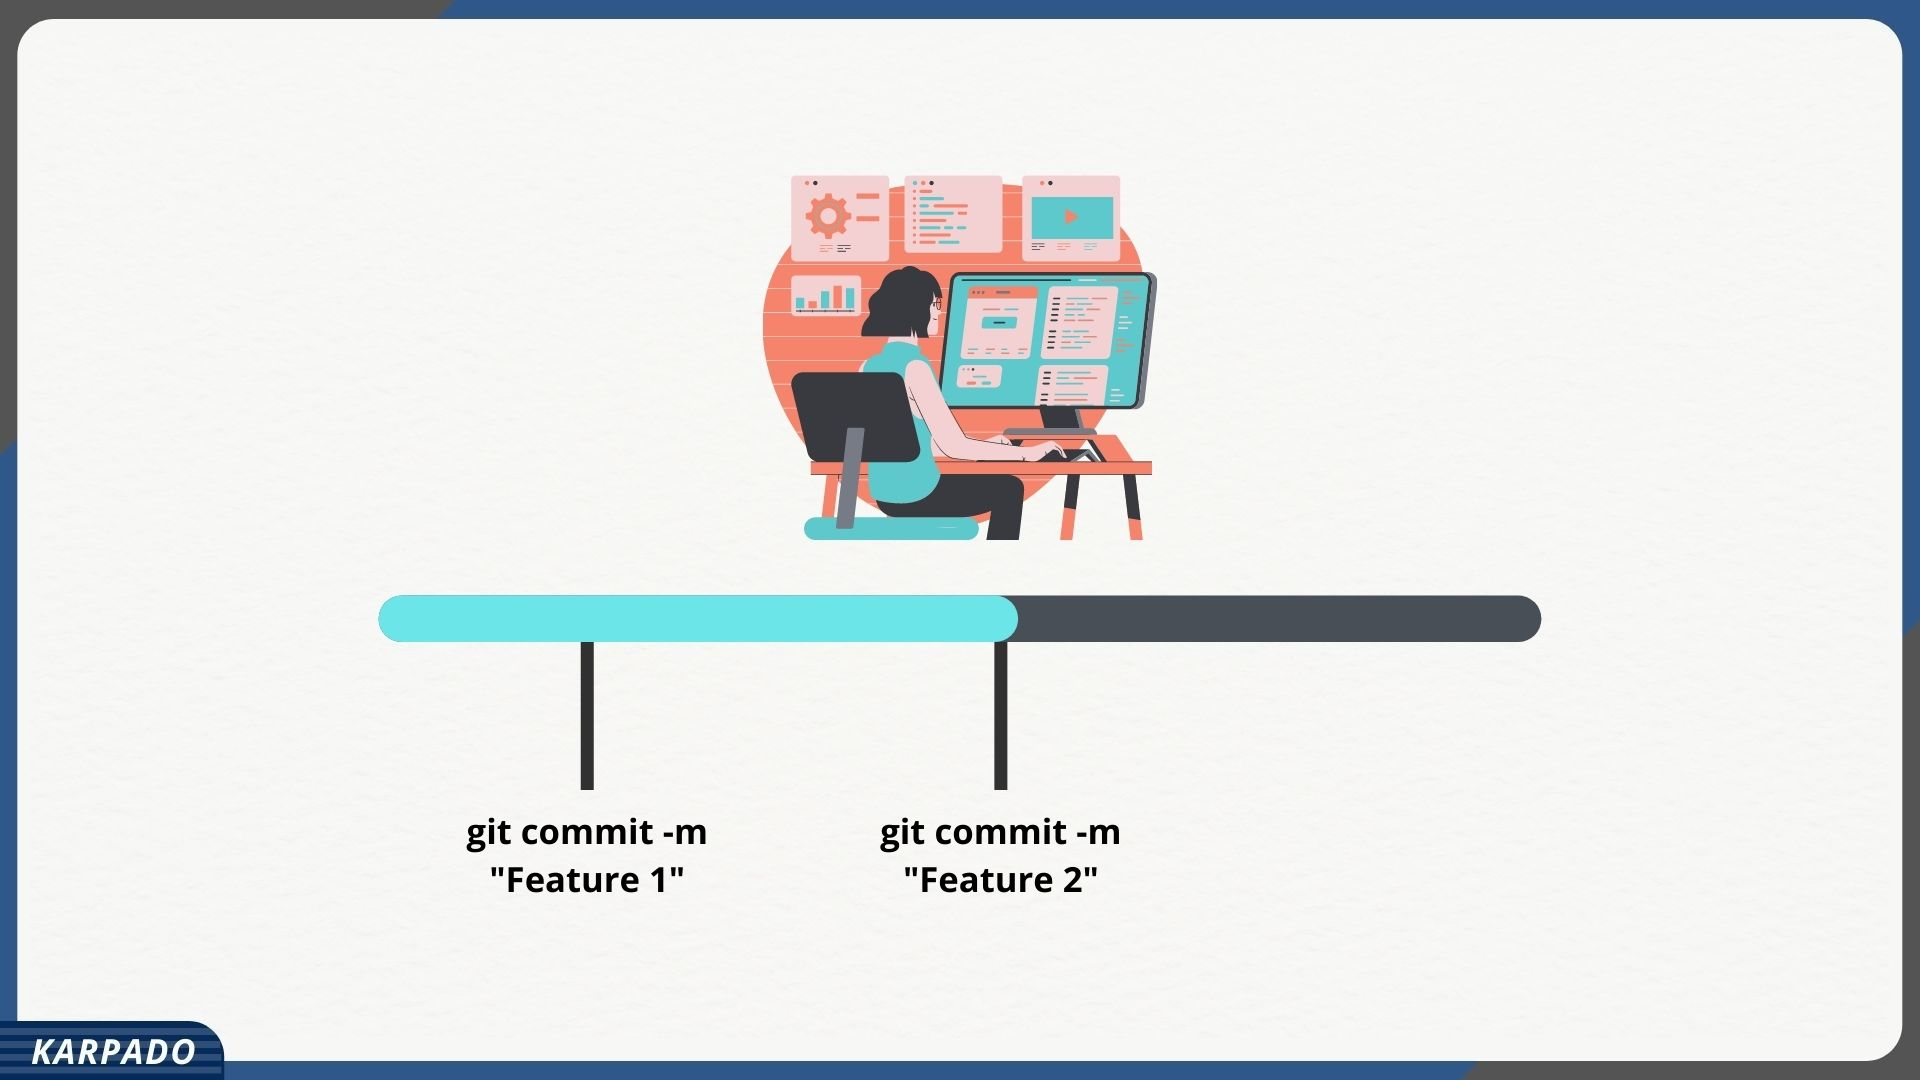 git commit -m
"Feature 1"
git commit -m
"Feature 2"
KARPADO